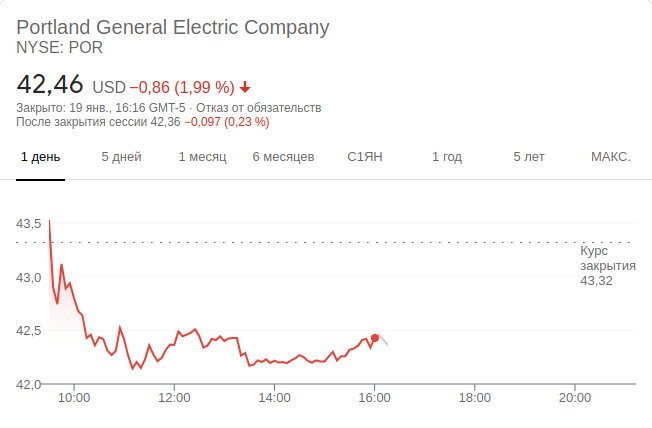 Portland General Electric Company
NYSE: POR
42,46 USD −0,86 (1,99 %)
Закрыто: 19 янв., 16:16 GMT-5 · Отказ от обязательств
После закрытия сессии 42,36 −0,097 (0,23 %)
1 день 5 дней 1 месяц 6 месяцев С1ЯН 1 год 5 лет МАКС.
43,5
Курс
закрытия
43,32
43,0
42,5
42,0
10:00 12:00 14:00 16:00 18:00 20:00